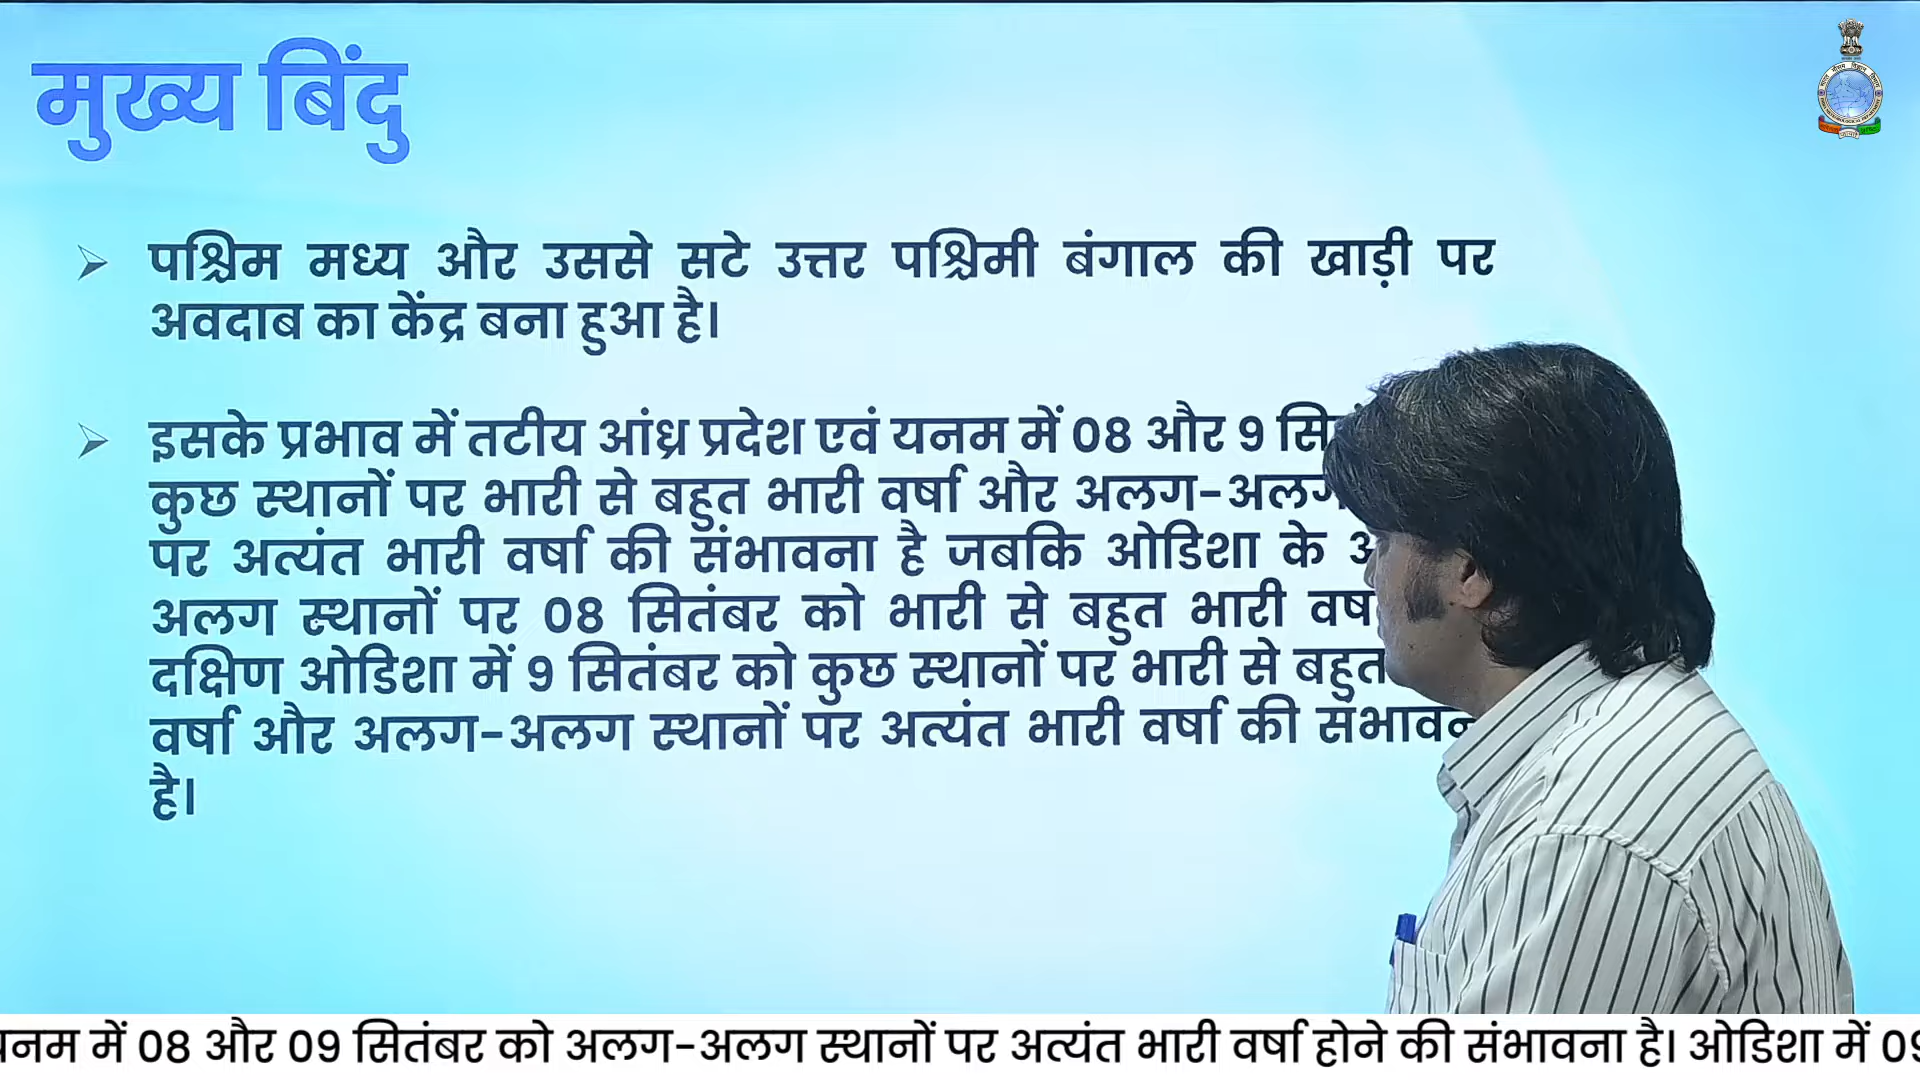 मुख्य बिंदु
पश्चिम मध्य और उससे सटे उत्तर पश्चिमी बंगाल की खाड़ी पर
अवदाब का केंद्र बना हुआ है।
इसके प्रभाव में तटीय आंध्र प्रदेश एवं यनम में 08 और 9
कुछ स्थानों पर भारी से बहुत भारी वर्षा और
पर अत्यंत भारी वर्षा की संभावना है जबकि ओडिशा के
अलग स्थानों पर 08 सितंबर को भारी से बहुत भारी
दक्षिण ओडिशा में 9 सितंबर को कुछ स्थानों पर भारी से बहुत
वर्षा और अलग-अलग स्थानों पर अत्यंत भारी वर्षा की
है।
में 08 और 09 सितंबर को अलग-अलग स्थानों पर अत्यंत भारी वर्षा होने की संभावना है। ओडिशा में